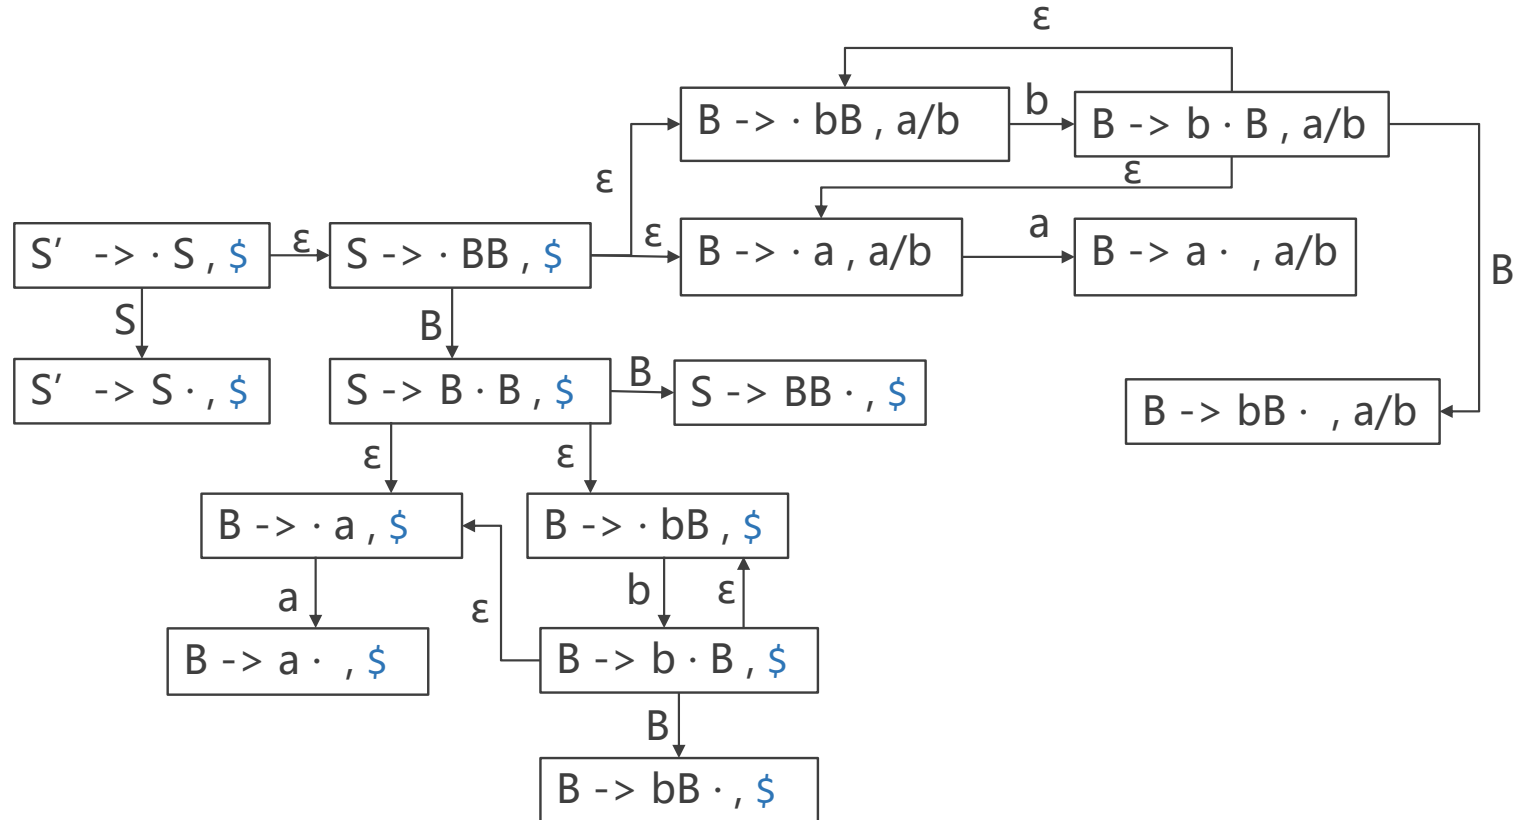 ε
B -> · bB , a/b
b
B -> b · B , a/b
ε
ε
S′ -> · S , $
ε
S -> · BB , $
ε
B -> · a , a/b
a
B -> a · , a/b
B
S
B
S′ -> S · , $
S -> B · B , $
B
S -> BB · , $
B -> bB · , a/b
ε
ε
B -> · a , $
B -> · bB , $
a
ε
b
ε
B -> a · , $
B -> b · B , $
B
B -> bB · , $